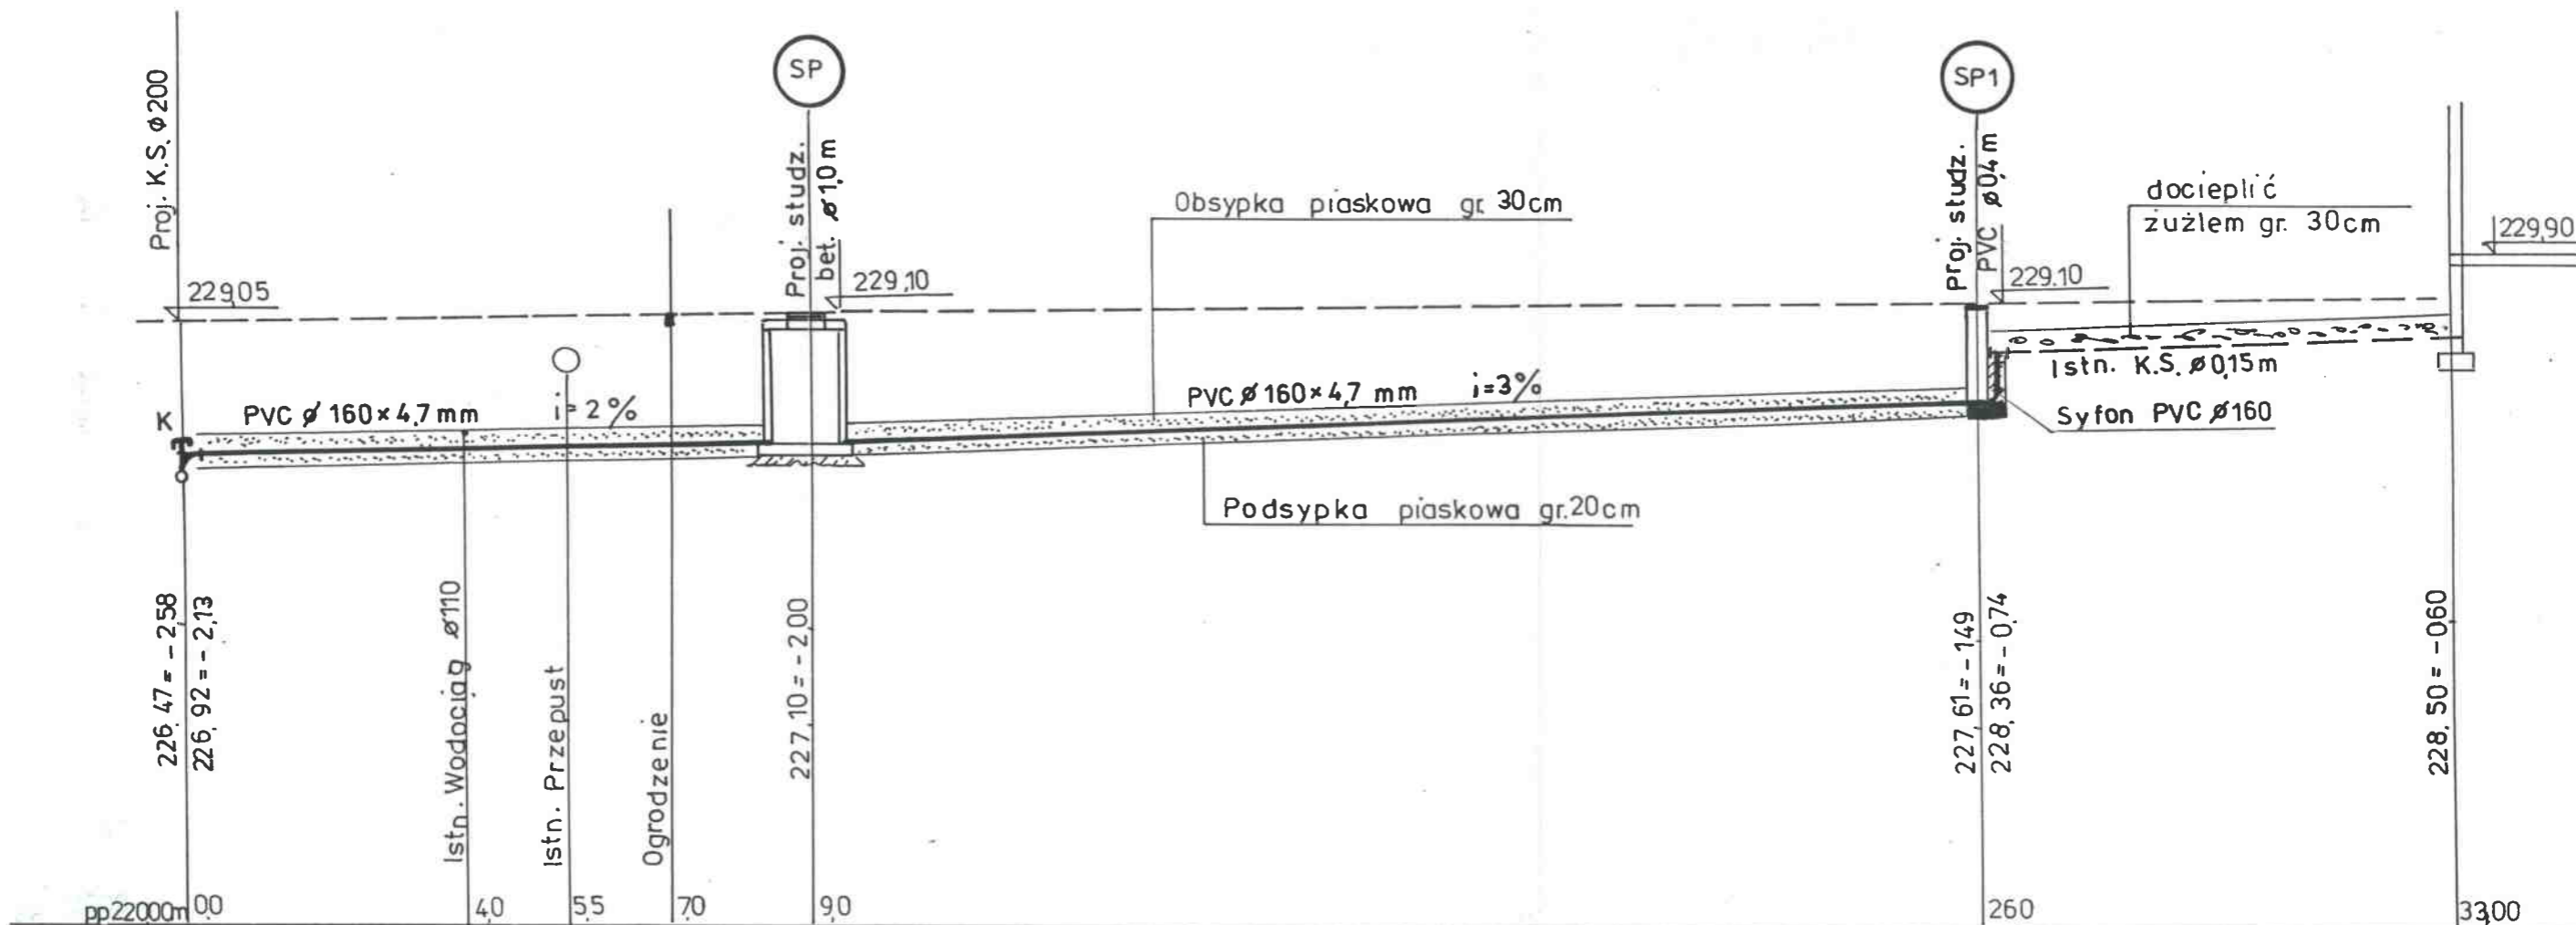 Proj. K.S. ø200
SP
Proj. studz.
bet. ø1,0m
SP1
Proj. studz.
PVC ø0,4m
Obsypka piaskowa gr. 30cm
docieplić
żużlem gr. 30cm
229,90
229,05
229,10
229.10
K
PVC ø 160×4,7mm i=2%
PVC ø 160×4,7 mm i=3%
Istn. K.S. ø0,15m
Syfon PVC ø160
Podsypka piaskowa gr.20cm
226,47=-2,58
226,92=-2,13
Istn. Wodociąg ø110
Istn. Przepust
Ogrodzenie
227,10=-2,00
227,61=-1,49
228,36=-0,74
228,50=-0,60
pp220,00m 0,0 4,0 5,5 7,0 9,0 26,0 33,00